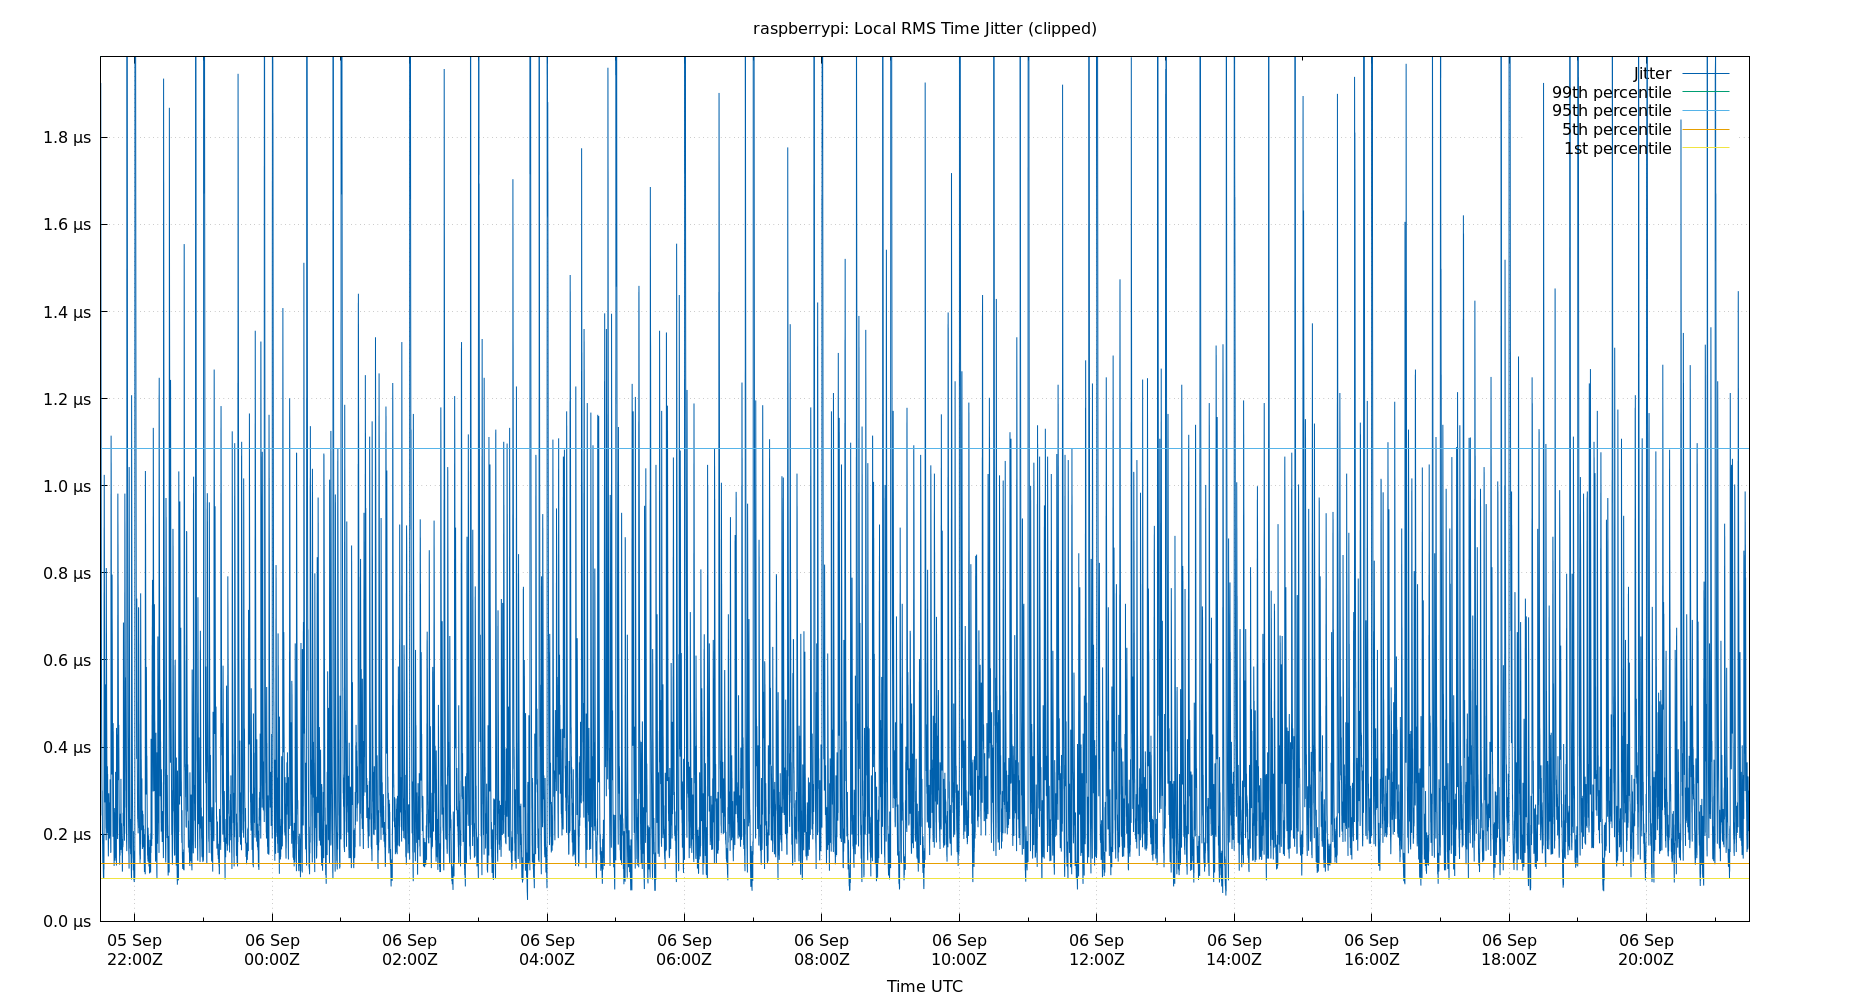 raspberrypi: Local RMS Time Jitter (clipped)
Jitter
99th percentile
95th percentile
5th percentile
1st percentile
1.8 µs
1.6 µs
1.4 µs
1.2 µs
1.0 µs
0.8 µs
0.6 µs
0.4 µs
0.2 µs
0.0 µs
05 Sep 06 Sep 06 Sep 06 Sep 06 Sep 06 Sep 06 Sep 06 Sep 06 Sep 06 Sep 06 Sep 06 Sep
22:00Z 00:00Z 02:00Z 04:00Z 06:00Z 08:00Z 10:00Z 12:00Z 14:00Z 16:00Z 18:00Z 20:00Z
Time UTC